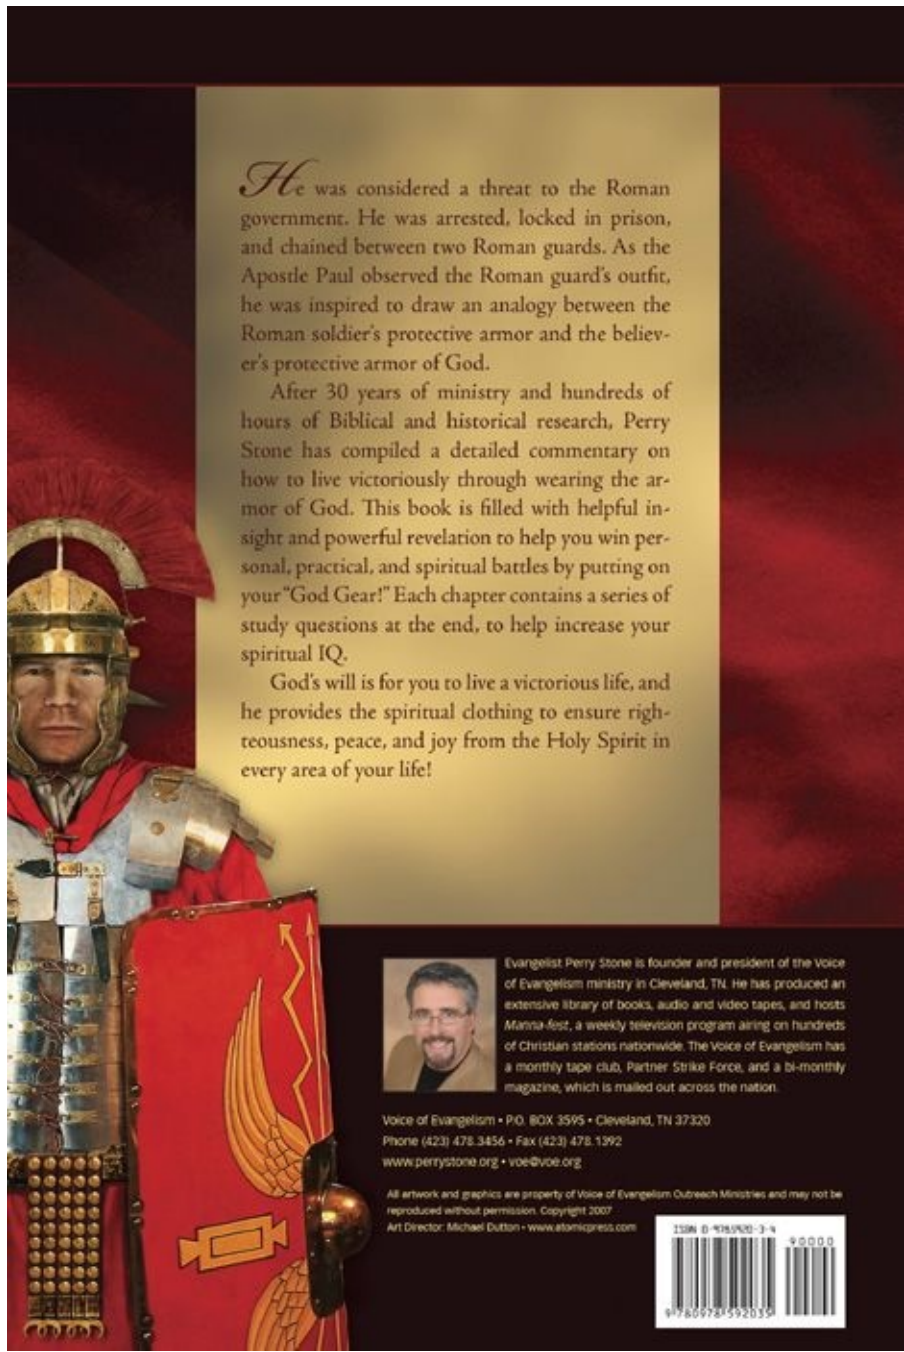 He was considered a threat to the Roman
government. He was arrested, locked in prison,
and chained between two Roman guards. As the
Apostle Paul observed the Roman guard's outfit,
he was inspired to draw an analogy between the
Roman soldier's protective armor and the believ-
er's protective armor of God.
After 30 years of ministry and hundreds of
hours of Biblical and historical research, Perry
Stone has compiled a detailed commentary on
how to live victoriously through wearing the ar-
mor of God. This book is filled with helpful in-
sight and powerful revelation to help you win per-
sonal, practical, and spiritual battles by putting on
your "God Gear!" Each chapter contains a series of
study questions at the end, to help increase your
spiritual IQ.
God's will is for you to live a victorious life, and
he provides the spiritual clothing to ensure righ-
teousness, peace, and joy from the Holy Spirit in
every area of your life!
Evangelist Perry Stone is founder and president of the Voice
of Evangelism ministry in Cleveland, TN. He has produced an
extensive library of books, audio and video tapes, and hosts
Manna-fest, a weekly television program airing on hundreds
of Christian stations nationwide. The Voice of Evangelism has
a monthly tape club, Partner Strike Force, and a bi-monthly
magazine, which is mailed out across the nation.
Voice of Evangelism • P.O. BOX 3595 • Cleveland, TN 37320
Phone (423) 478.3456 • Fax (423) 478.1392
www.perrystone.org • voe@voe.org
All artwork and graphics are property of Voice of Evangelism Outreach Ministries and may not be
reproduced without permission. Copyright 2007
Art Director: Michael Dutton • www.atomicpress.com
ISBN 0-9785920-3-4
90000
9 780978 592035